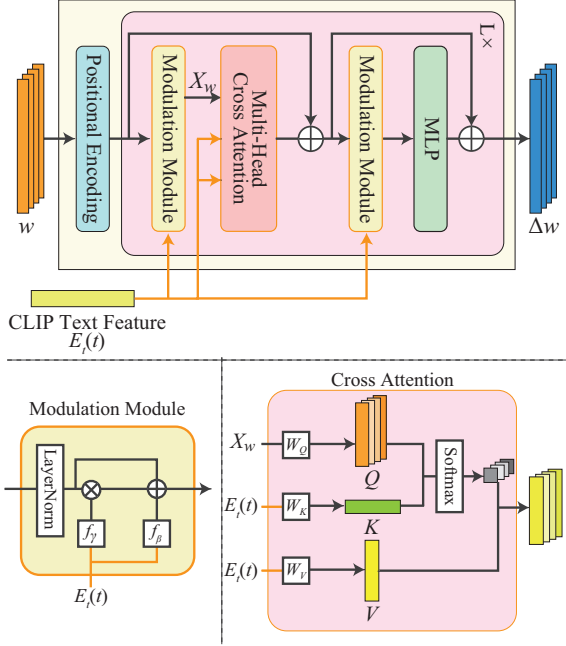 L×
Positional Encoding
Modulation Module
X_w
Multi-Head
Cross Attention
Modulation Module
MLP
w
Δw
CLIP Text Feature
E_t(t)
Modulation Module
LayerNorm
f_γ
f_β
E_t(t)
Cross Attention
X_w
W_Q
Q
Softmax
E_t(t)
W_K
K
E_t(t)
W_V
V